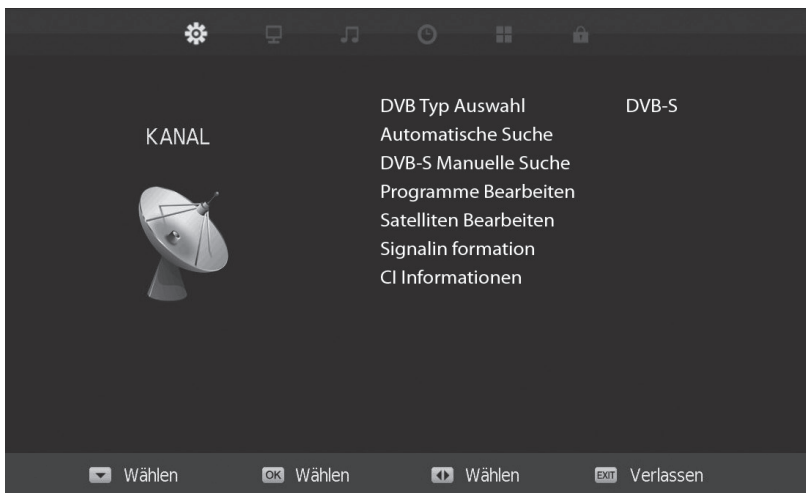 KANAL
DVB Typ Auswahl DVB-S
Automatische Suche
DVB-S Manuelle Suche
Programme Bearbeiten
Satelliten Bearbeiten
Signalin formation
CI Informationen
Wählen OK Wählen Wählen EXIT Verlassen